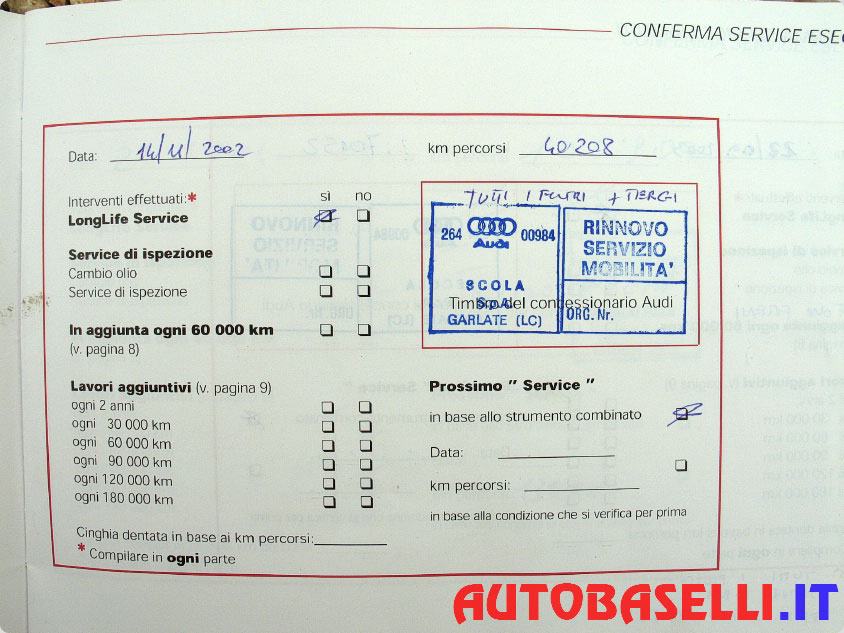 CONFERMA SERVICE ESE
Data: 14/11/2002 km percorsi 40.208
Interventi effettuati:* sì no
LongLife Service
TUTTI I FILTRI + TERGI
264 Audi 00984
SCOLA
S.p.A.
GARLATE (LC)
RINNOVO
SERVIZIO
MOBILITA'
ORG. Nr.
Timbro del concessionario Audi
Service di ispezione
Cambio olio
Service di ispezione
In aggiunta ogni 60 000 km
(v. pagina 8)
Lavori aggiuntivi (v. pagina 9)
ogni 2 anni
ogni 30 000 km
ogni 60 000 km
ogni 90 000 km
ogni 120 000 km
ogni 180 000 km
Cinghia dentata in base ai km percorsi:
* Compilare in ogni parte
Prossimo " Service "
in base allo strumento combinato
Data:
km percorsi:
in base alla condizione che si verifica per prima
AUTOBASELLI.IT